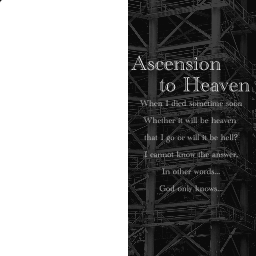 Ascension
to Heaven
When I died sometime soon
Whether it will be heaven
that I go or will it be hell?
I cannot know the answer,
In other words...
God only knows...